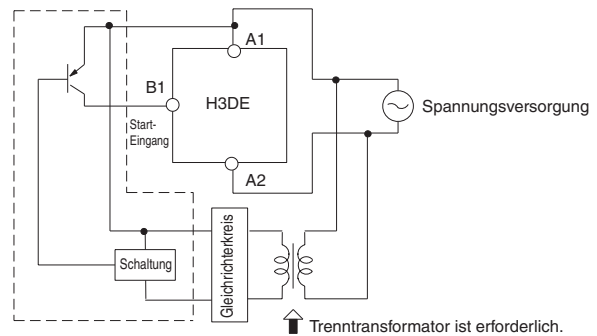 A1
B1
H3DE
Spannungsversorgung
Start-
Eingang
A2
Gleichrichterkreis
Schaltung
Trenntransformator ist erforderlich.